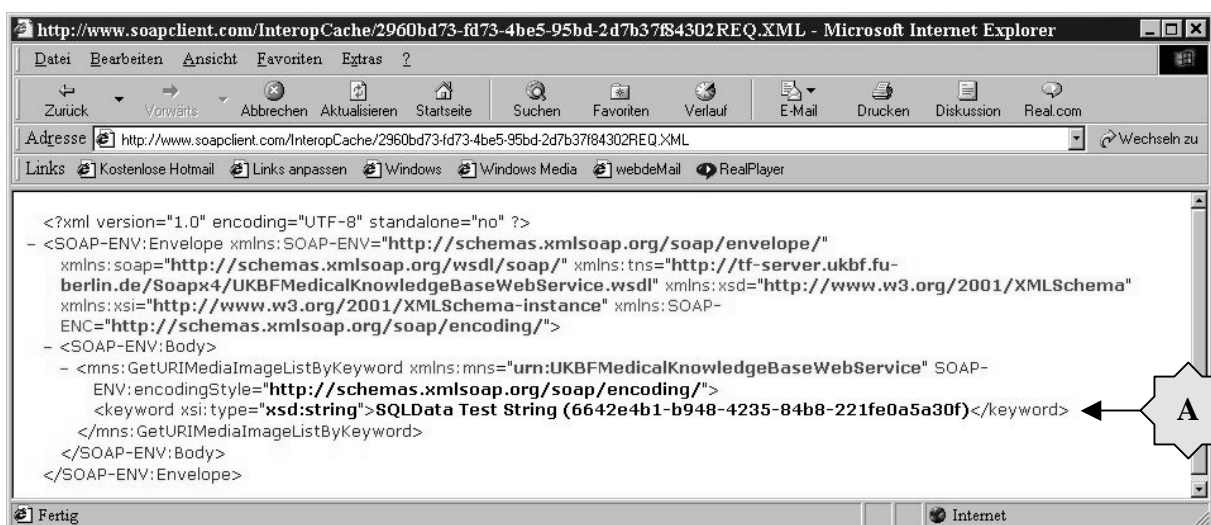 http://www.soapclient.com/InteropCache/2960bd73-fd73-4be5-95bd-2d7b37f84302REQ.XML - Microsoft Internet Explorer
Datei Bearbeiten Ansicht Favoriten Extras ?
Zurück Vorwärts Abbrechen Aktualisieren Startseite Suchen Favoriten Verlauf E-Mail Drucken Diskussion Real.com
Adresse http://www.soapclient.com/InteropCache/2960bd73-fd73-4be5-95bd-2d7b37f84302REQ.XML Wechseln zu
Links Kostenlose Hotmail Links anpassen Windows Windows Media webdeMail RealPlayer
<?xml version="1.0" encoding="UTF-8" standalone="no" ?>
- <SOAP-ENV:Envelope xmlns:SOAP-ENV="http://schemas.xmlsoap.org/soap/envelope/"
xmlns:soap="http://schemas.xmlsoap.org/wsdl/soap/" xmlns:tns="http://tf-server.ukbf.fu-
berlin.de/Soapx4/UKBFMedicalKnowledgeBaseWebService.wsdl" xmlns:xsd="http://www.w3.org/2001/XMLSchema"
xmlns:xsi="http://www.w3.org/2001/XMLSchema-instance" xmlns:SOAP-
ENC="http://schemas.xmlsoap.org/soap/encoding/">
- <SOAP-ENV:Body>
- <mns:GetURIMediaImageListByKeyword xmlns:mns="urn:UKBFMedicalKnowledgeBaseWebService" SOAP-
ENV:encodingStyle="http://schemas.xmlsoap.org/soap/encoding/">
<keyword xsi:type="xsd:string">SQLData Test String (6642e4b1-b948-4235-84b8-221fe0a5a30f)</keyword> A
</mns:GetURIMediaImageListByKeyword>
</SOAP-ENV:Body>
</SOAP-ENV:Envelope>
Fertig Internet